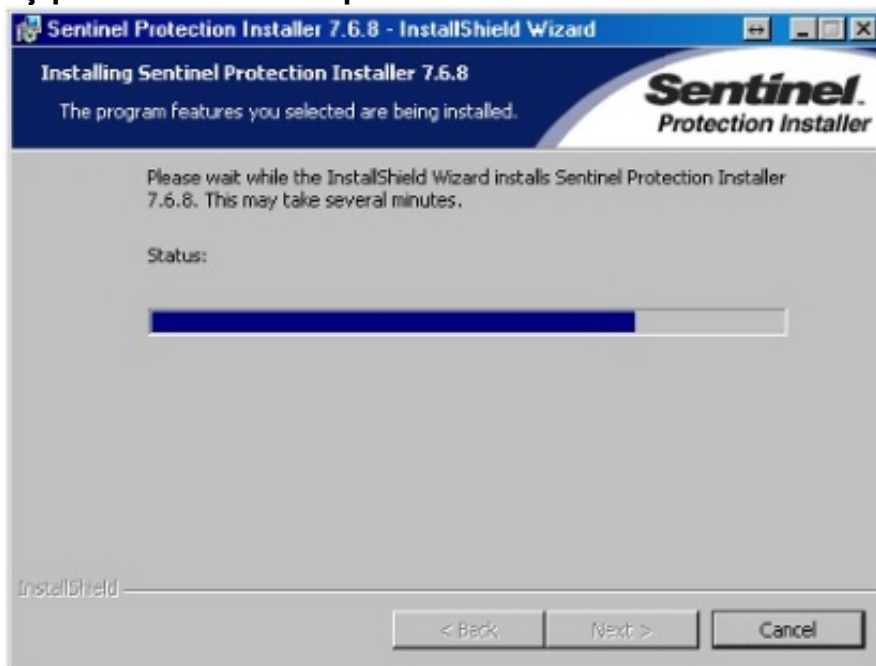 Sentinel Protection Installer 7.6.8 - InstallShield Wizard
Installing Sentinel Protection Installer 7.6.8
The program features you selected are being installed.
Sentinel.
Protection Installer
Please wait while the InstallShield Wizard installs Sentinel Protection Installer
7.6.8. This may take several minutes.
Status:
InstallShield
< Back
Next >
Cancel